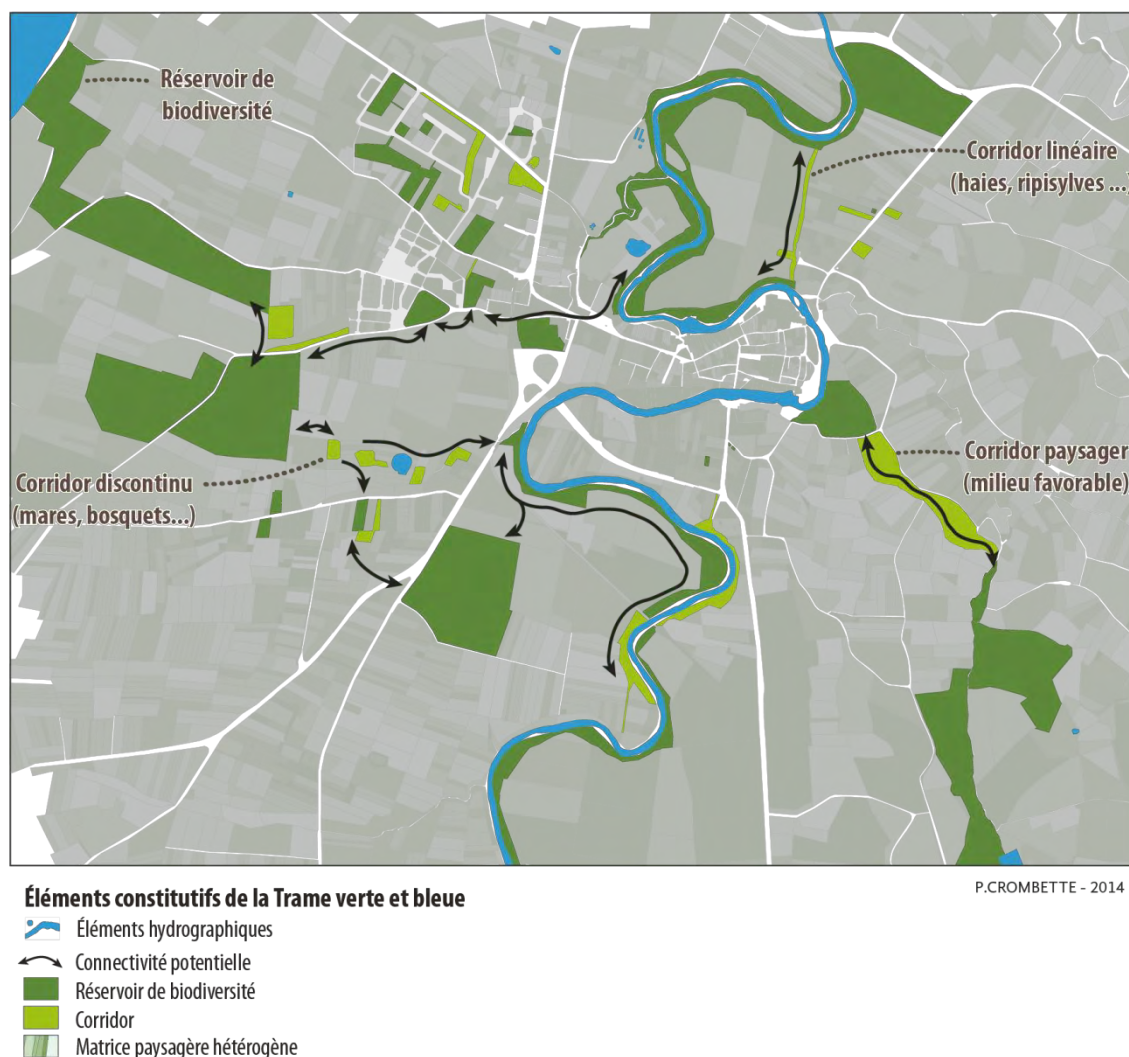 Réservoir de
biodiversité
Corridor linéaire
(haies, ripisylves ...)
Corridor discontinu
(mares, bosquets...)
Corridor paysager
(milieu favorable)
P.CROMBETTE - 2014
Éléments constitutifs de la Trame verte et bleue
Éléments hydrographiques
Connectivité potentielle
Réservoir de biodiversité
Corridor
Matrice paysagère hétérogène